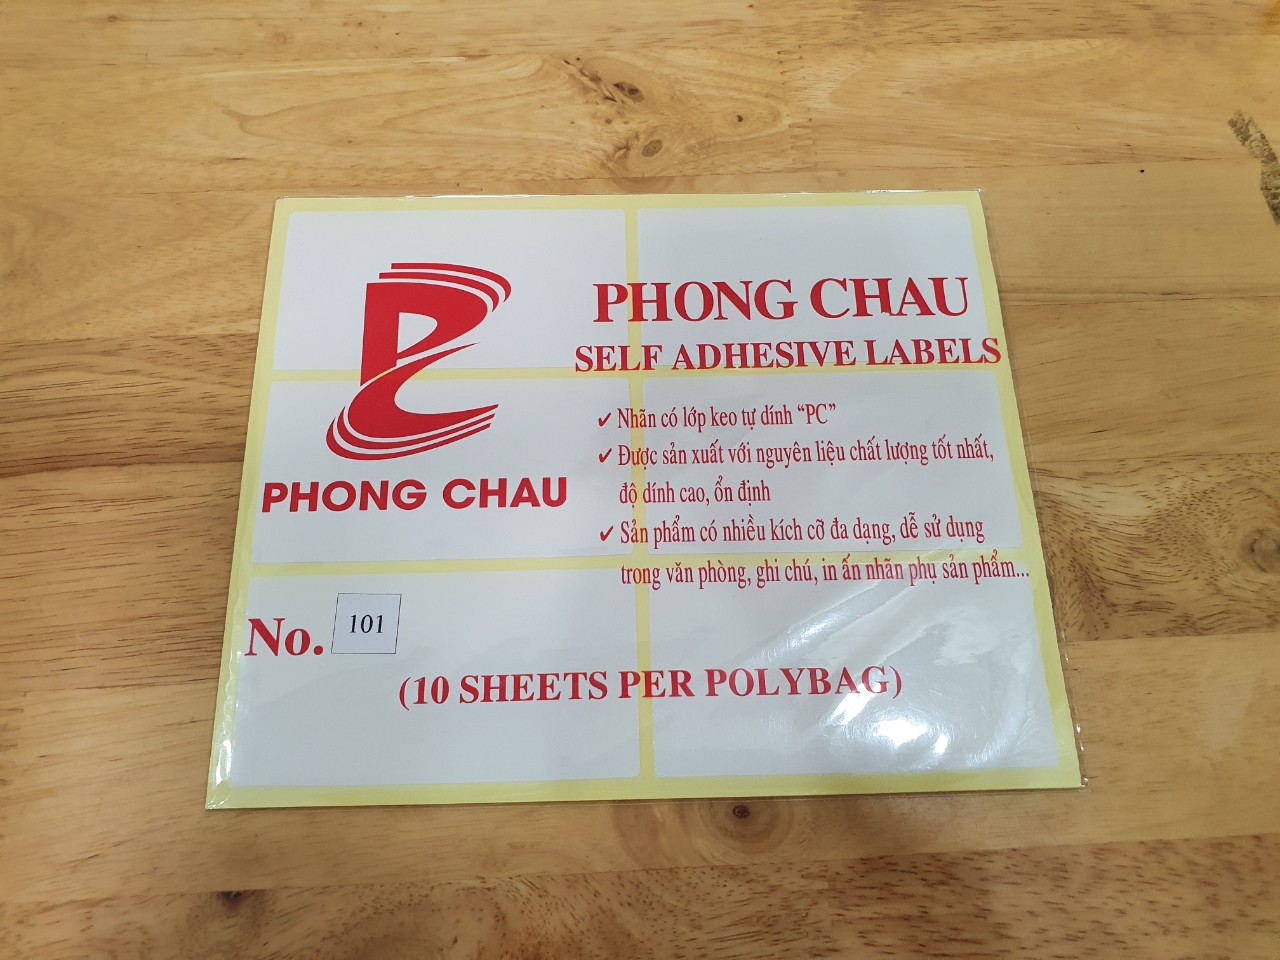 PHONG CHAU
PHONG CHAU
SELF ADHESIVE LABELS
✓ Nhãn có lớp keo tự dính “PC”
✓ Được sản xuất với nguyên liệu chất lượng tốt nhất,
độ dính cao, ổn định
✓ Sản phẩm có nhiều kích cỡ đa dạng, dễ sử dụng
trong văn phòng, ghi chú, in ấn nhãn phụ sản phẩm...
No. 101
(10 SHEETS PER POLYBAG)